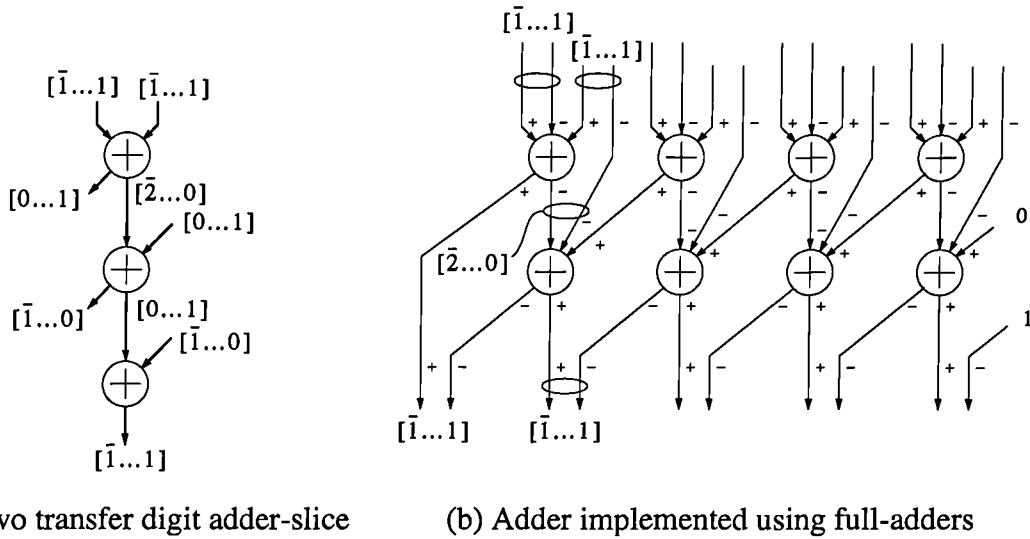 [1̄...1] [1̄...1]
[0...1] [2̄...0]
[0...1]
[1̄...0] [0...1]
[1̄...0]
[1̄...1]
[1̄...1]
[1̄...1]
+ - + - + - + - + - + - + - + -
+ - + - + - + -
- - - - 0
+ - + - + - +
[2̄...0]
- + - + - + - +
1
+ - + - + - + - + -
[1̄...1] [1̄...1]
vo transfer digit adder-slice (b) Adder implemented using full-adders